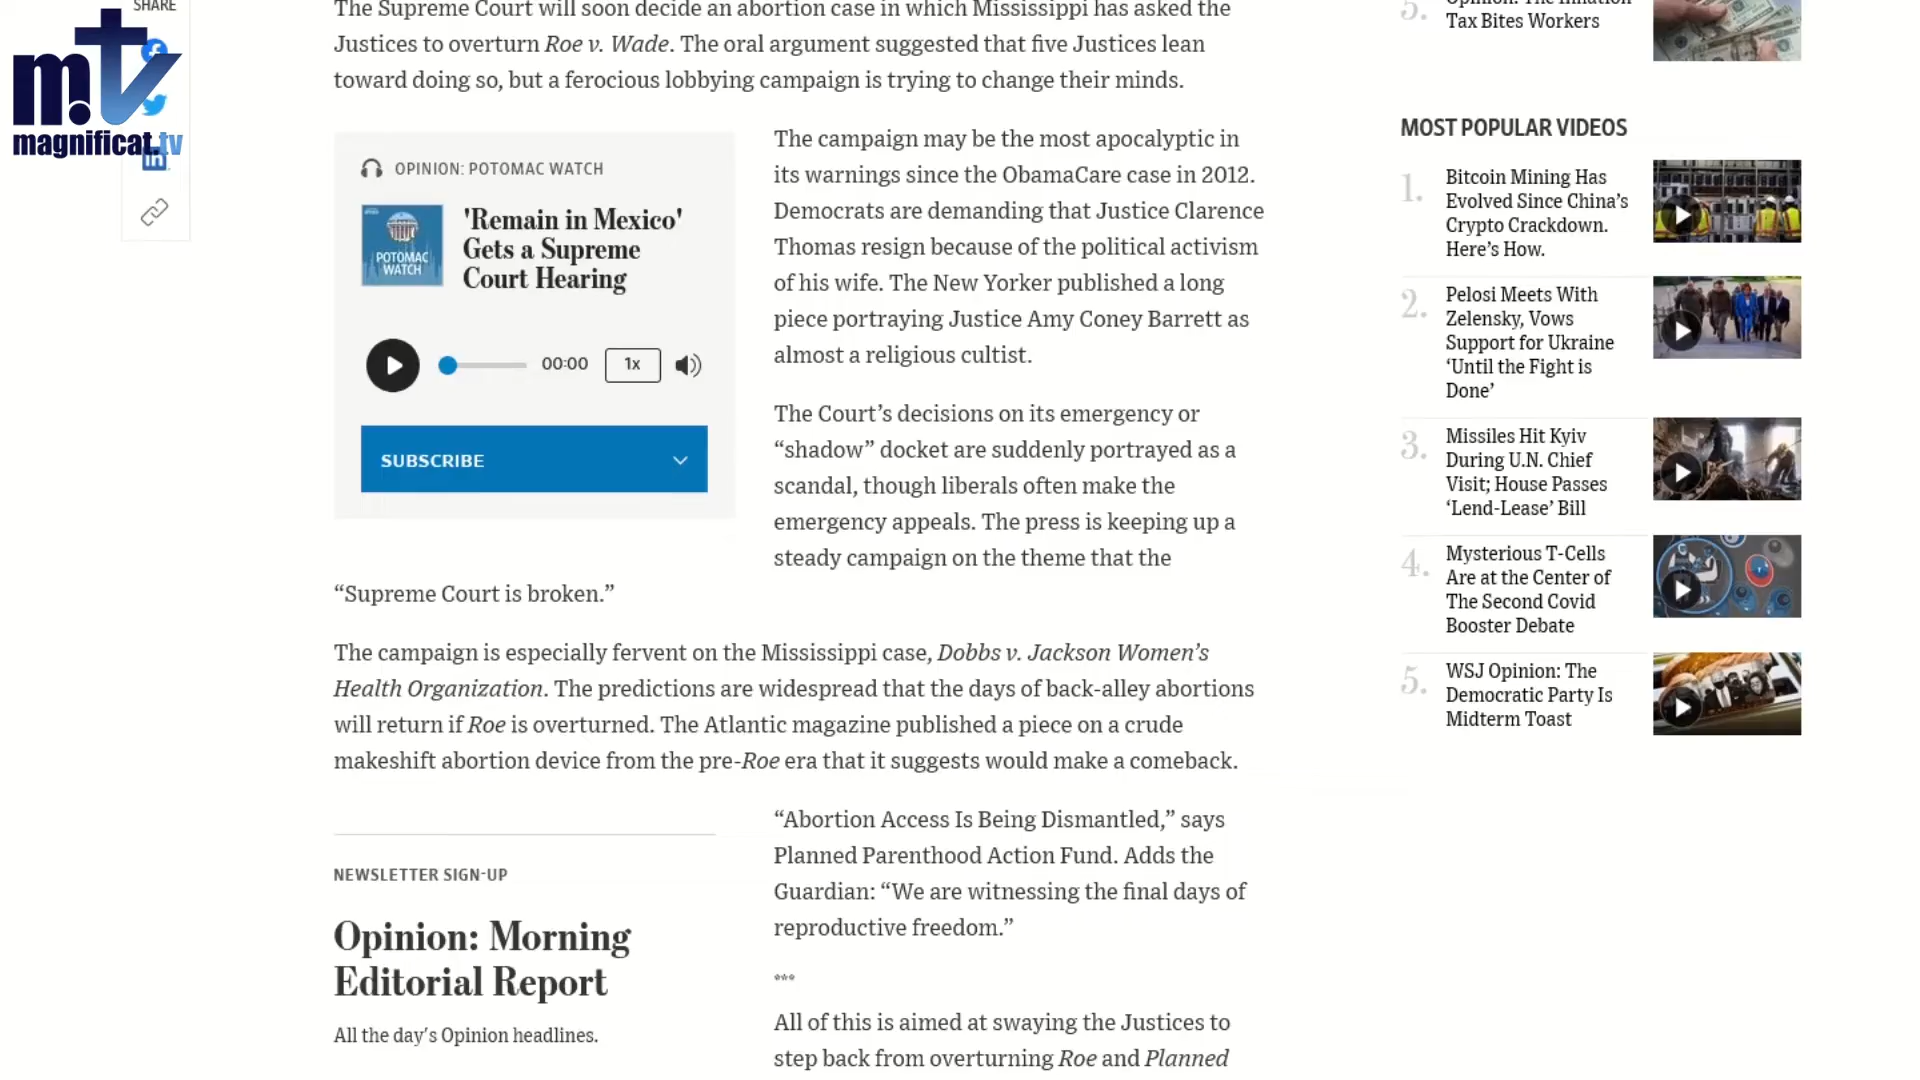 SHARE
m.tv
magnificat.tv
The Supreme Court will soon decide an abortion case in which Mississippi has asked the
Justices to overturn Roe v. Wade. The oral argument suggested that five Justices lean
toward doing so, but a ferocious lobbying campaign is trying to change their minds.
OPINION: POTOMAC WATCH
POTOMAC
WATCH
'Remain in Mexico'
Gets a Supreme
Court Hearing
00:00
1x
SUBSCRIBE
The campaign may be the most apocalyptic in
its warnings since the ObamaCare case in 2012.
Democrats are demanding that Justice Clarence
Thomas resign because of the political activism
of his wife. The New Yorker published a long
piece portraying Justice Amy Coney Barrett as
almost a religious cultist.
The Court’s decisions on its emergency or
“shadow” docket are suddenly portrayed as a
scandal, though liberals often make the
emergency appeals. The press is keeping up a
steady campaign on the theme that the
“Supreme Court is broken.”
The campaign is especially fervent on the Mississippi case, Dobbs v. Jackson Women’s
Health Organization. The predictions are widespread that the days of back-alley abortions
will return if Roe is overturned. The Atlantic magazine published a piece on a crude
makeshift abortion device from the pre-Roe era that it suggests would make a comeback.
NEWSLETTER SIGN-UP
Opinion: Morning
Editorial Report
All the day's Opinion headlines.
“Abortion Access Is Being Dismantled,” says
Planned Parenthood Action Fund. Adds the
Guardian: “We are witnessing the final days of
reproductive freedom.”
***
All of this is aimed at swaying the Justices to
step back from overturning Roe and Planned
5.
Opinion: The Inflation
Tax Bites Workers
MOST POPULAR VIDEOS
1.
Bitcoin Mining Has
Evolved Since China’s
Crypto Crackdown.
Here’s How.
2.
Pelosi Meets With
Zelensky, Vows
Support for Ukraine
‘Until the Fight is
Done’
3.
Missiles Hit Kyiv
During U.N. Chief
Visit; House Passes
‘Lend-Lease’ Bill
4.
Mysterious T-Cells
Are at the Center of
The Second Covid
Booster Debate
5.
WSJ Opinion: The
Democratic Party Is
Midterm Toast